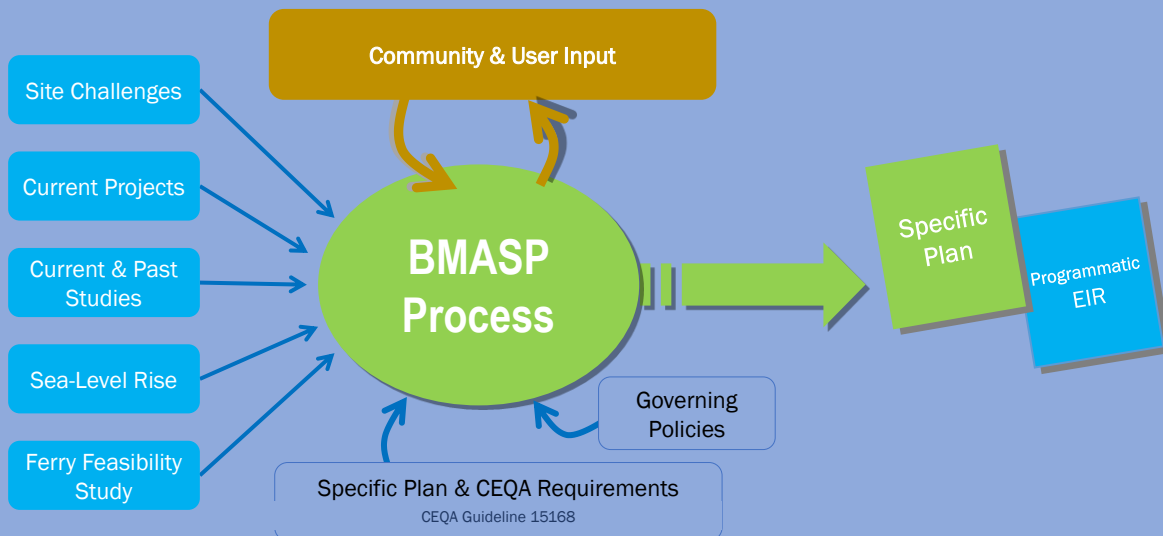 Community & User Input
Site Challenges
Current Projects
Current & Past
Studies
Sea-Level Rise
Ferry Feasibility
Study
BMASP
Process
Governing
Policies
Specific Plan & CEQA Requirements
CEQA Guideline 15168
Specific
Plan
Programmatic
EIR